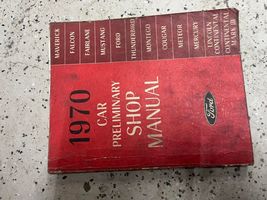 MAVERICK
FALCON
FAIRLANE
MUSTANG
FORD
THUNDERBIRD
MONTEGO
COUGAR
METEOR
MERCURY
LINCOLN
CONTINENTAL
CONTINENTAL
MARK III
1970
CAR
PRELIMINARY
SHOP
MANUAL
Ford